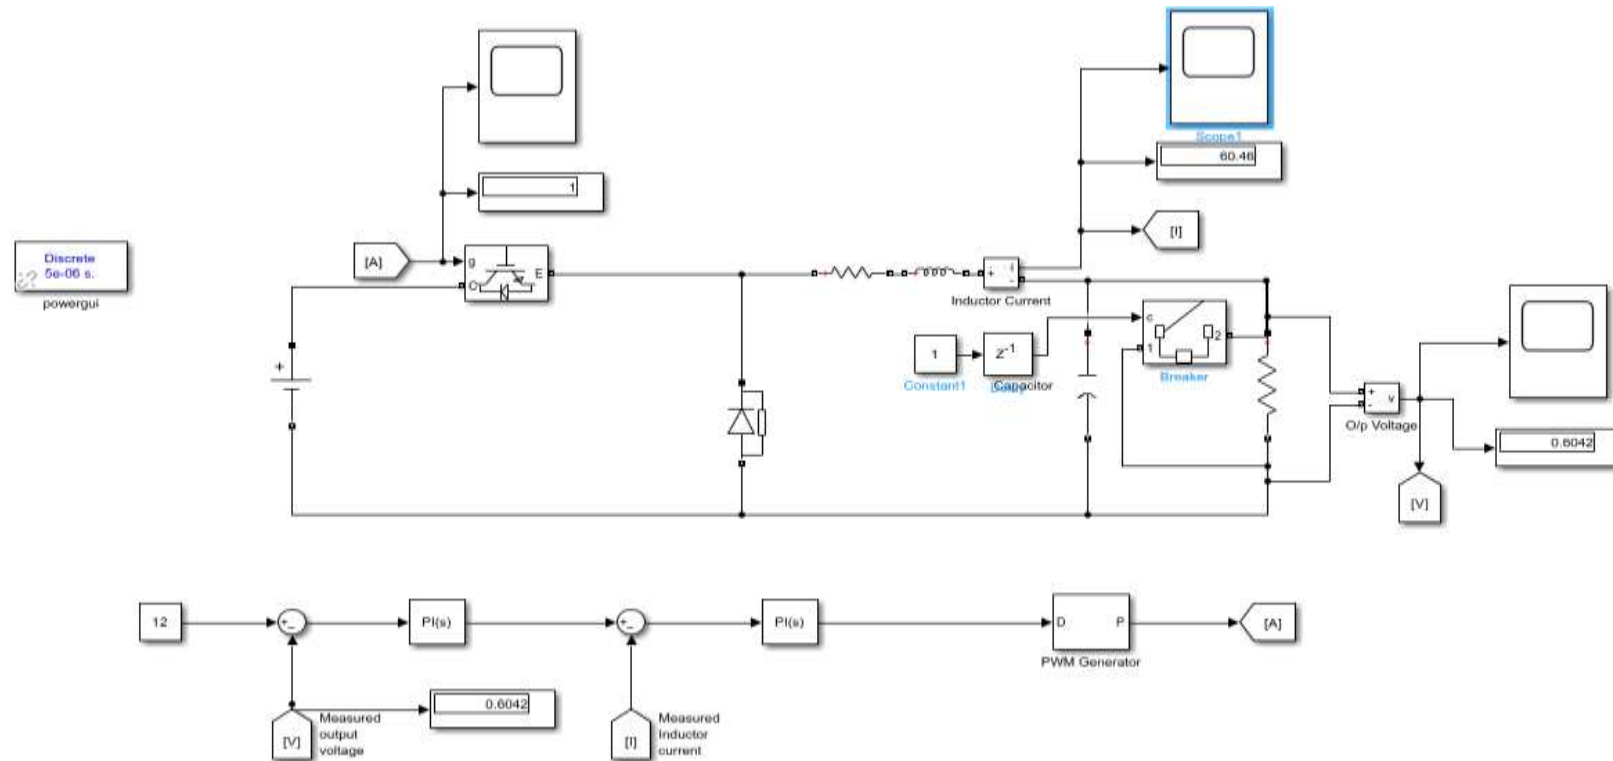 Scope1
60.46
1
[I]
[A]
g
C
E
Discrete
5e-06 s.
powergui
+
+
-
i
Inductor Current
c
1
2
Breaker
1
Constant1
z-1
Capacitor
+
-
v
O/p Voltage
0.6042
[V]
12
+_
PI(s)
+_
PI(s)
D
P
PWM Generator
[A]
0.6042
[V]
Measured
output
voltage
[I]
Measured
Inductor
current